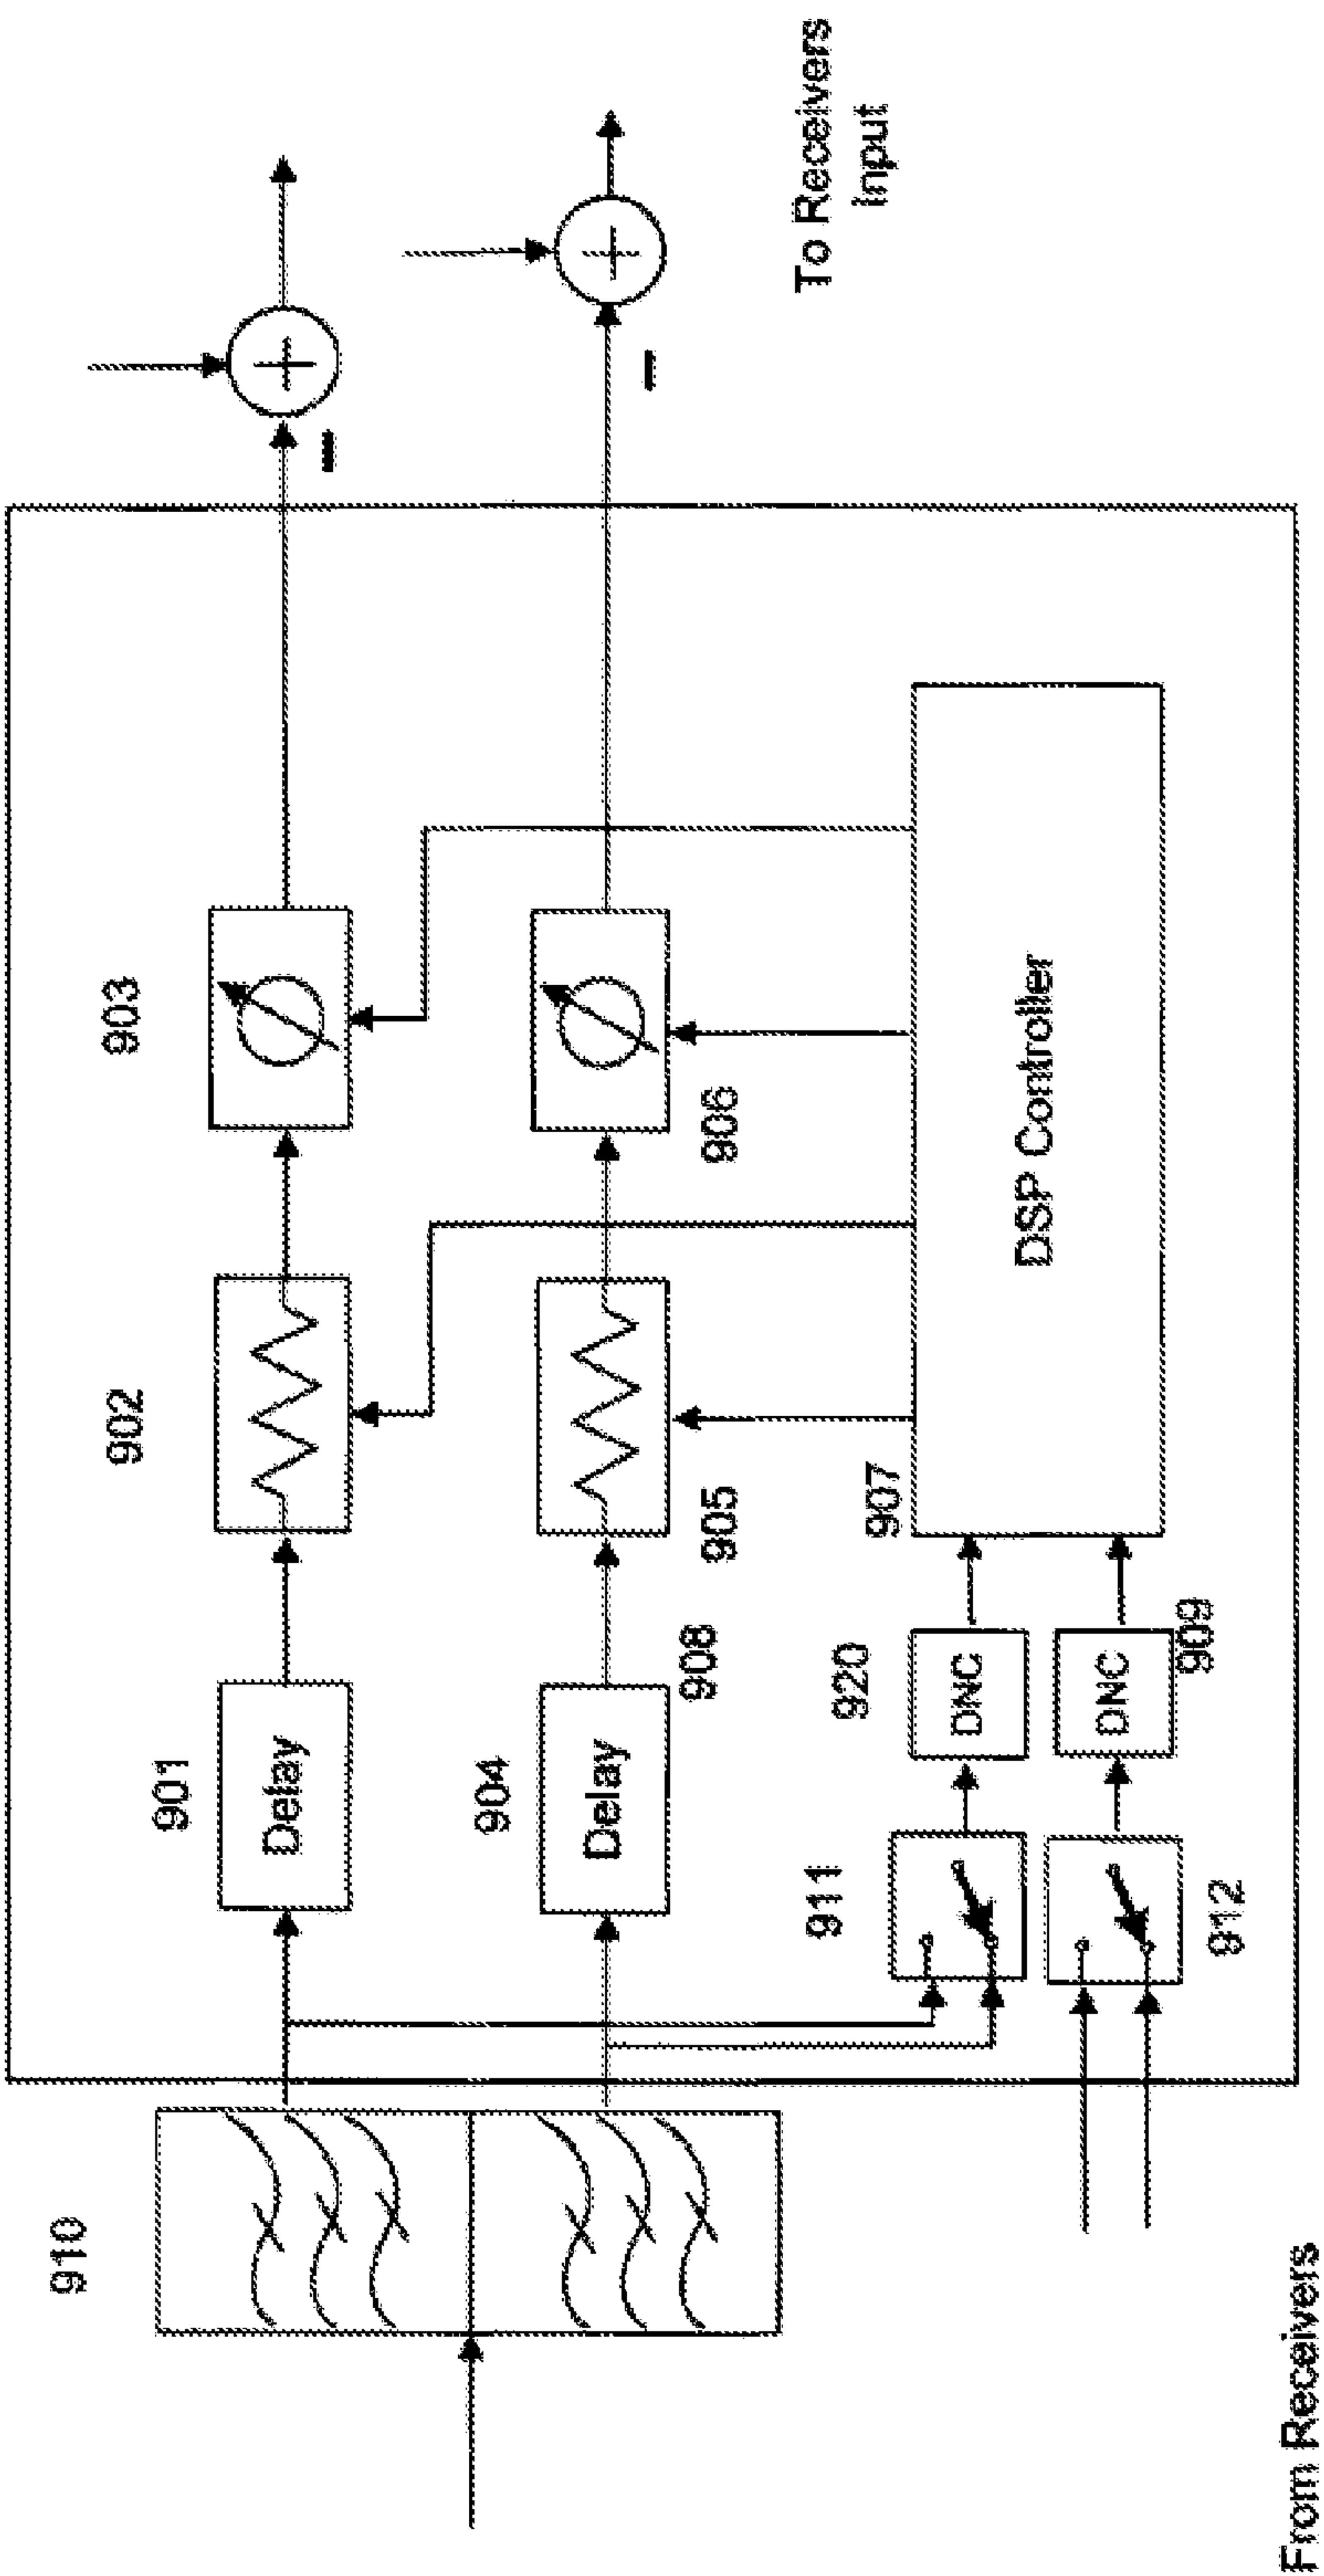 910
901
Delay
902
903
904
Delay
908
905
906
911
920
DNC
907
DSP Controller
912
DNC
909
From Receivers
To Receivers
Input